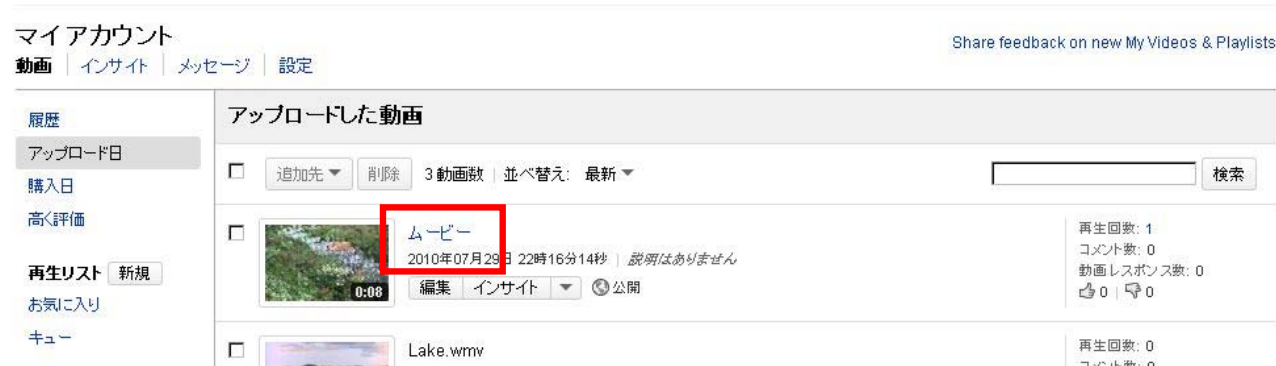 マイアカウント
Share feedback on new My Videos & Playlists
動画 | インサイト | メッセージ | 設定
履歴
アップロード日
購入日
高く評価
再生リスト 新規
お気に入り
キュー
アップロードした動画
追加先 削除 3 動画数 | 並べ替え: 最新 検索
ムービー
2010年07月29日 22時16分14秒 | 説明はありません
0:08
編集 インサイト 公開
再生回数: 1
コメント数: 0
動画レスポンス数: 0
0 | 0
Lake.wmv
再生回数: 0
コメント数: 0